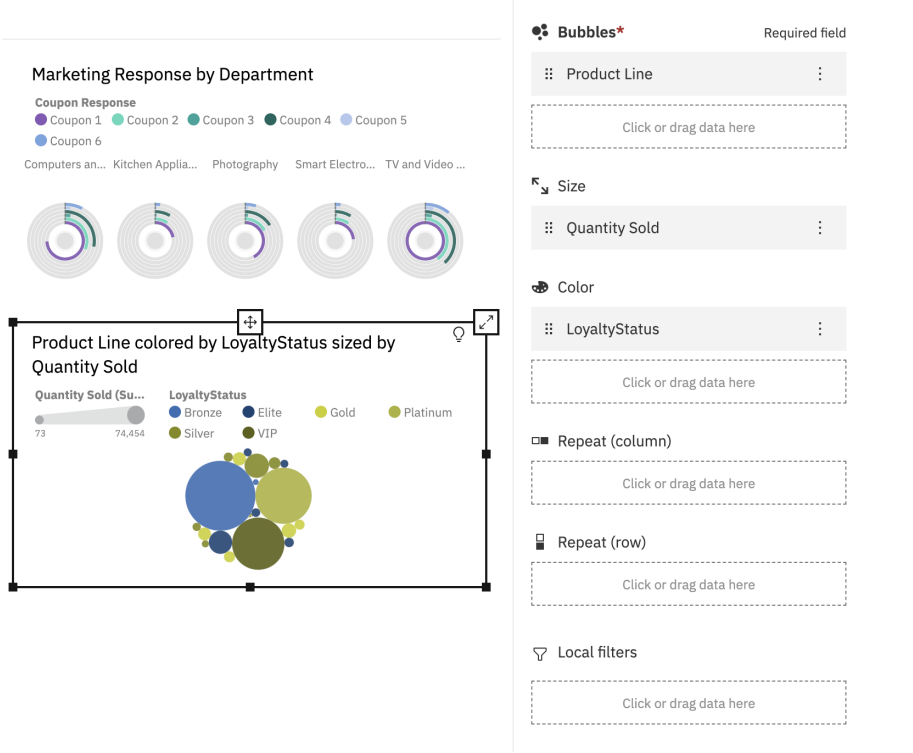 Marketing Response by Department
Coupon Response
Coupon 1 Coupon 2 Coupon 3 Coupon 4 Coupon 5
Coupon 6
Computers an... Kitchen Applia... Photography Smart Electro... TV and Video ...
Product Line colored by LoyaltyStatus sized by
Quantity Sold
Quantity Sold (Su... LoyaltyStatus
Bronze Elite Gold Platinum
73 74,454
Silver VIP
Bubbles* Required field
Product Line
Click or drag data here
Size
Quantity Sold
Color
LoyaltyStatus
Click or drag data here
Repeat (column)
Click or drag data here
Repeat (row)
Click or drag data here
Local filters
Click or drag data here